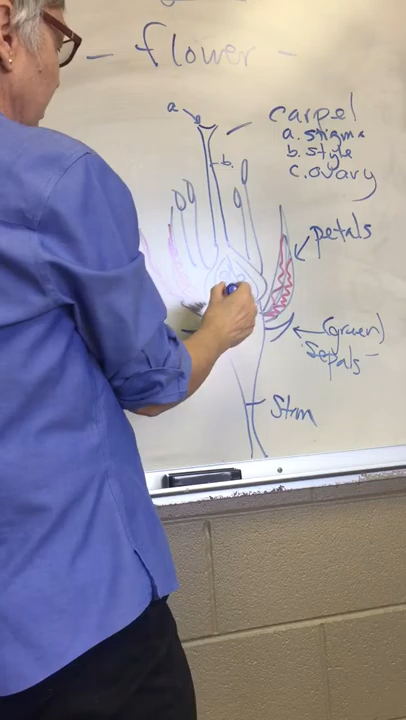 - flower -
a
carpel
a. stigma
b. style
c. ovary
b.
petals
(green)
sepals
Stem